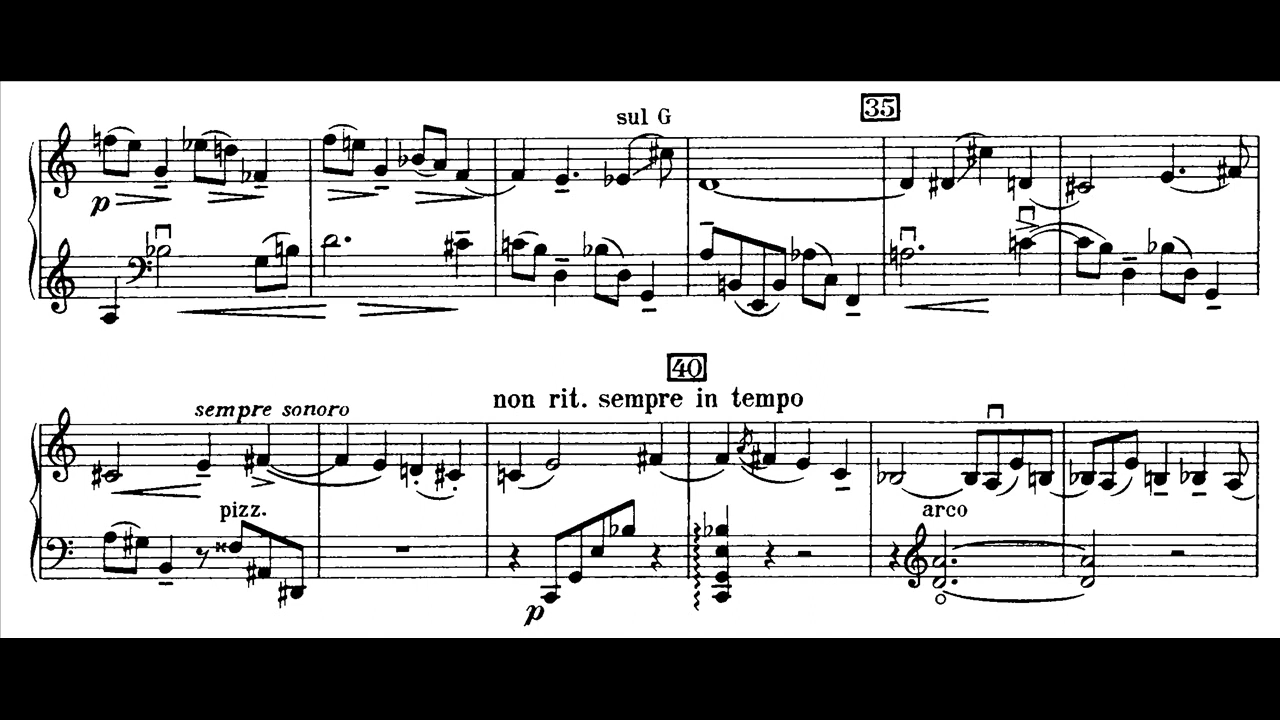 sul G
35
p
40
sempre sonoro
non rit. sempre in tempo
pizz.
arco
p